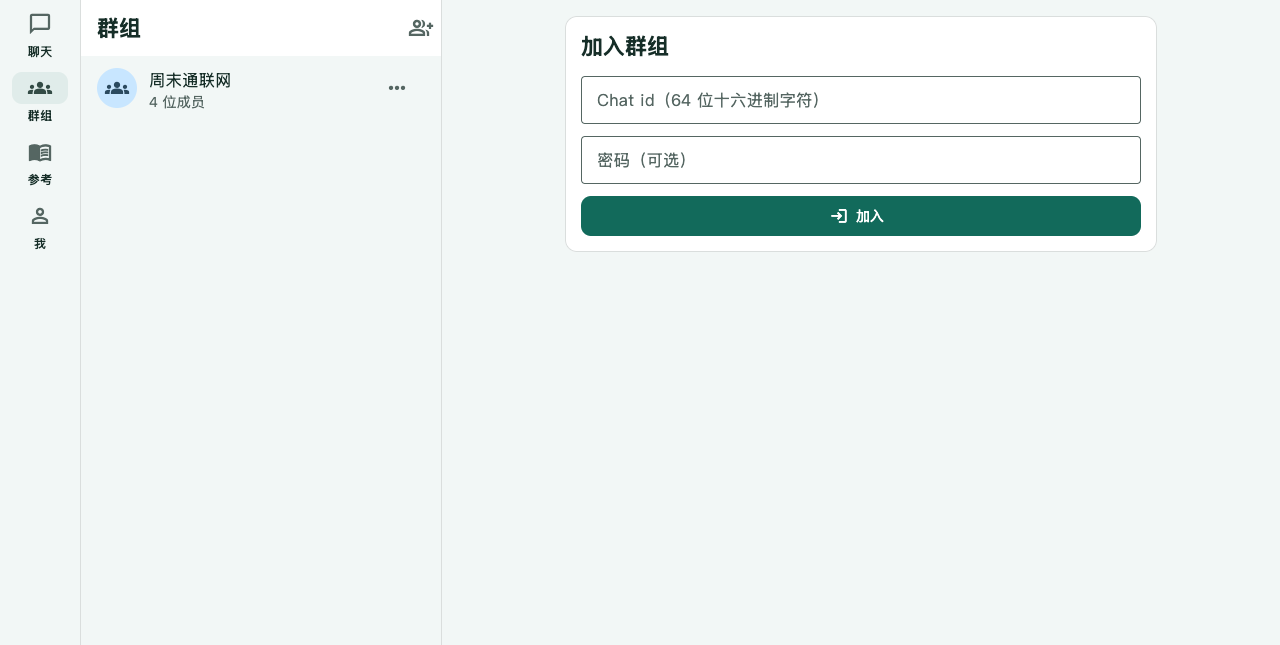 聊天
群组
参考
我
群组
周末通联网
4 位成员
加入群组
Chat id（64 位十六进制字符）
密码（可选）
加入